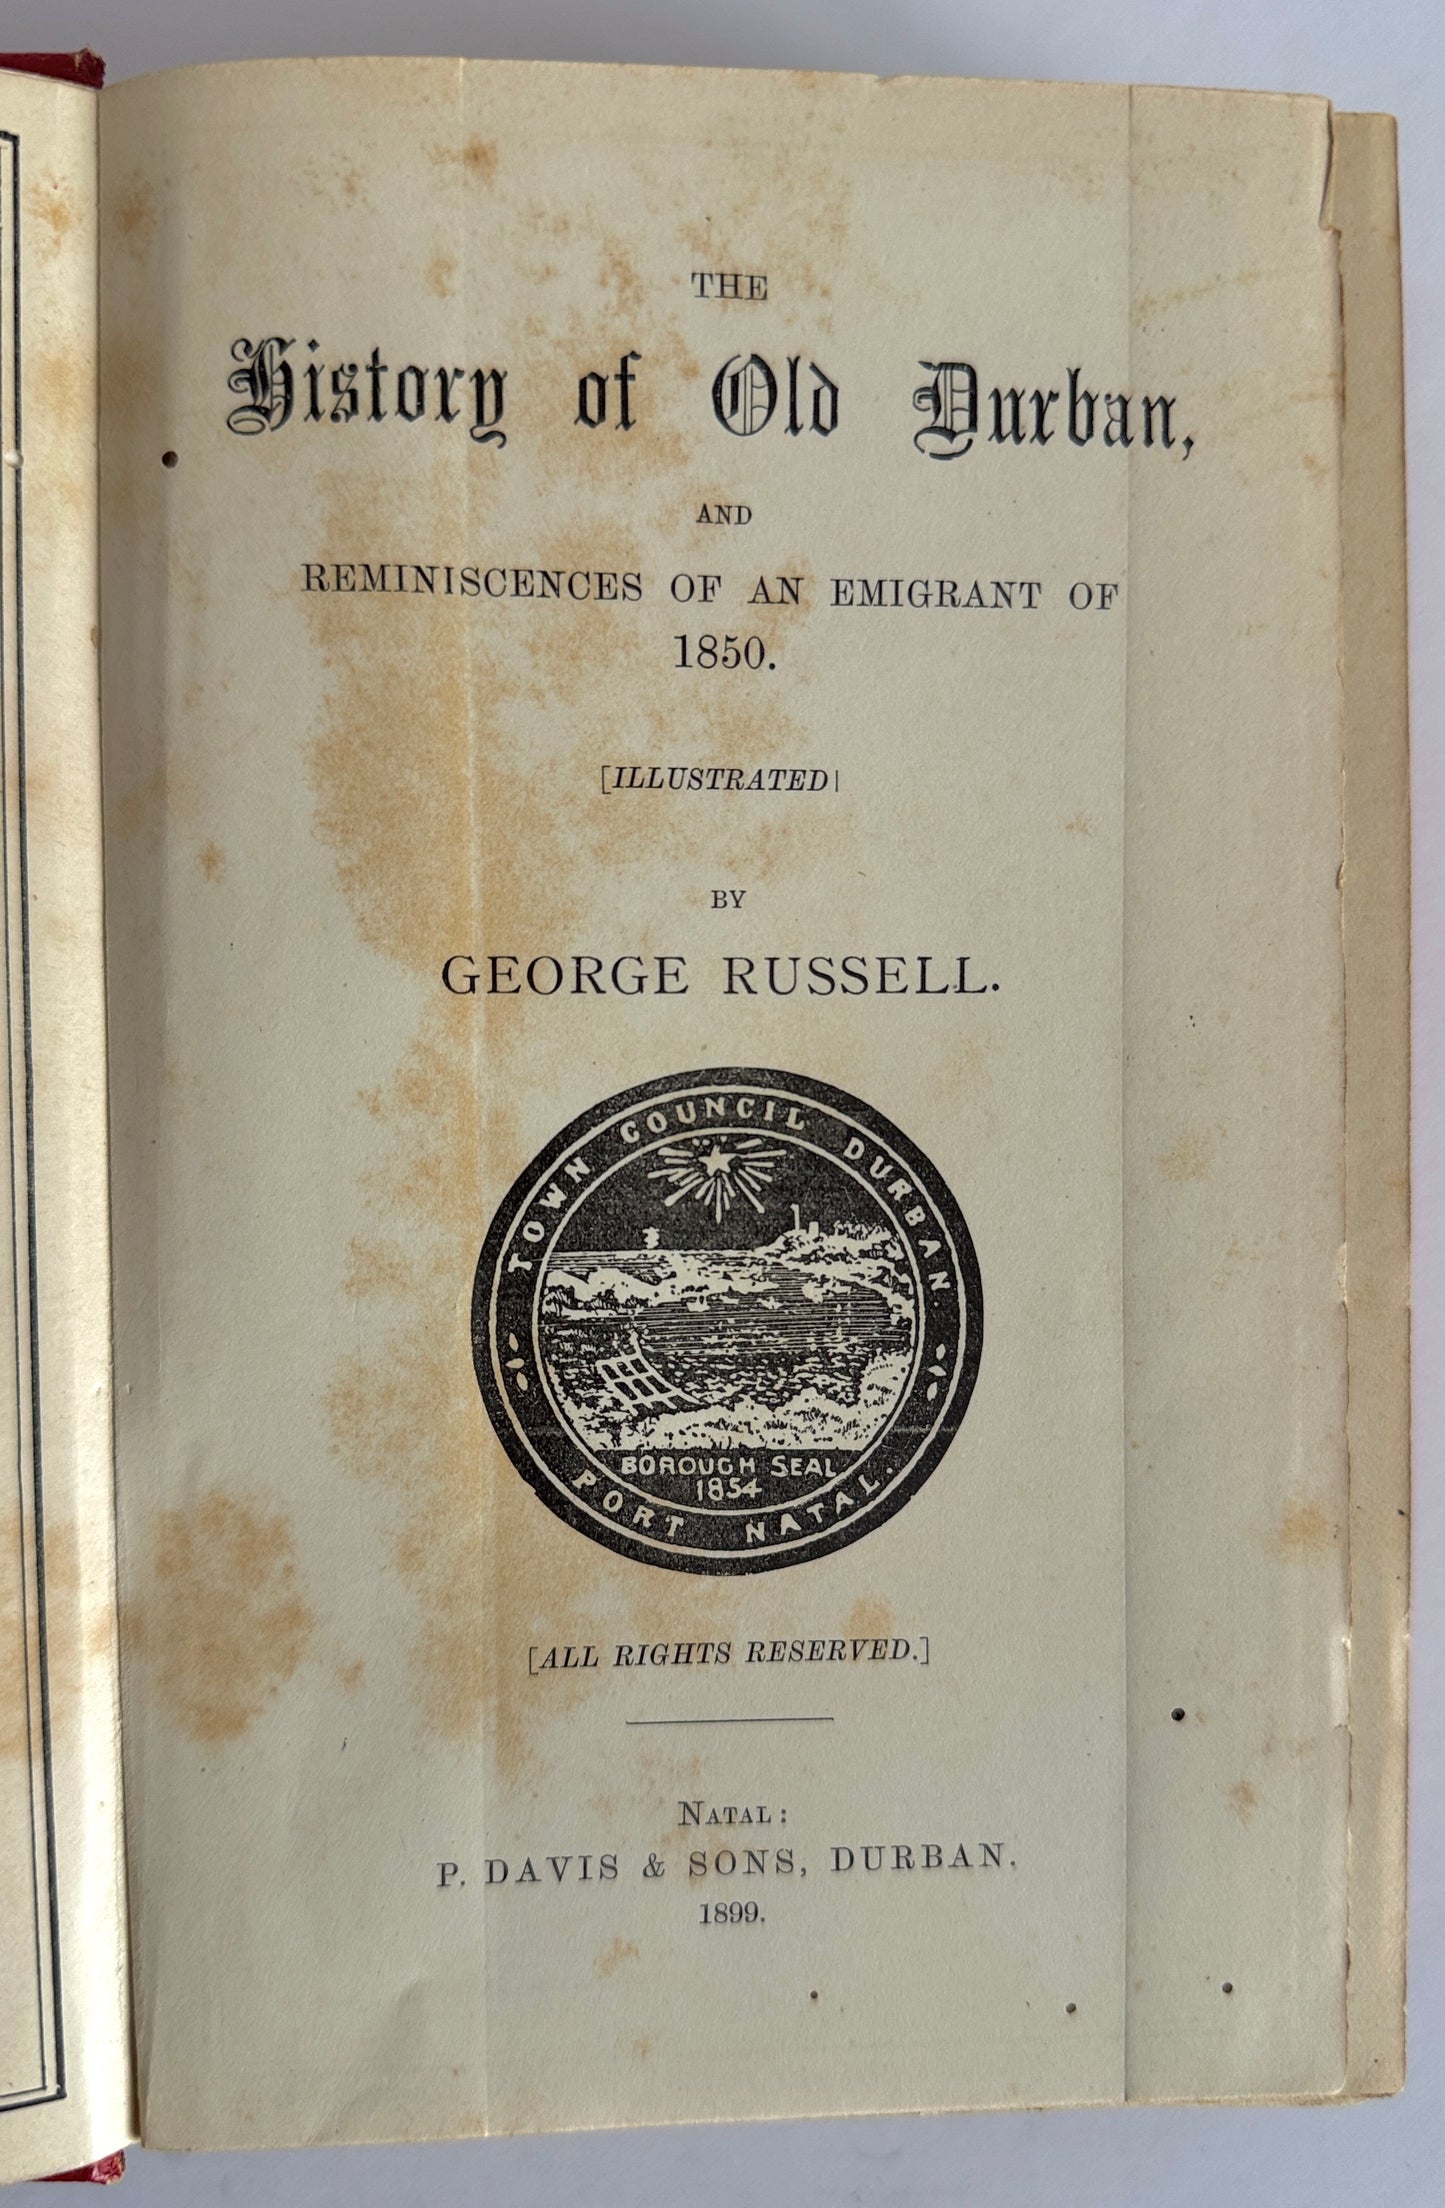 THE
History of Old Durban,
AND
REMINISCENCES OF AN EMIGRANT OF
1850.
[ILLUSTRATED|
BY
GEORGE RUSSELL.
TOWN COUNCIL DURBAN.
BOROUGH SEAL
1854
PORT NATAL.
[ALL RIGHTS RESERVED.]
NATAL:
P. DAVIS & SONS, DURBAN.
1899.